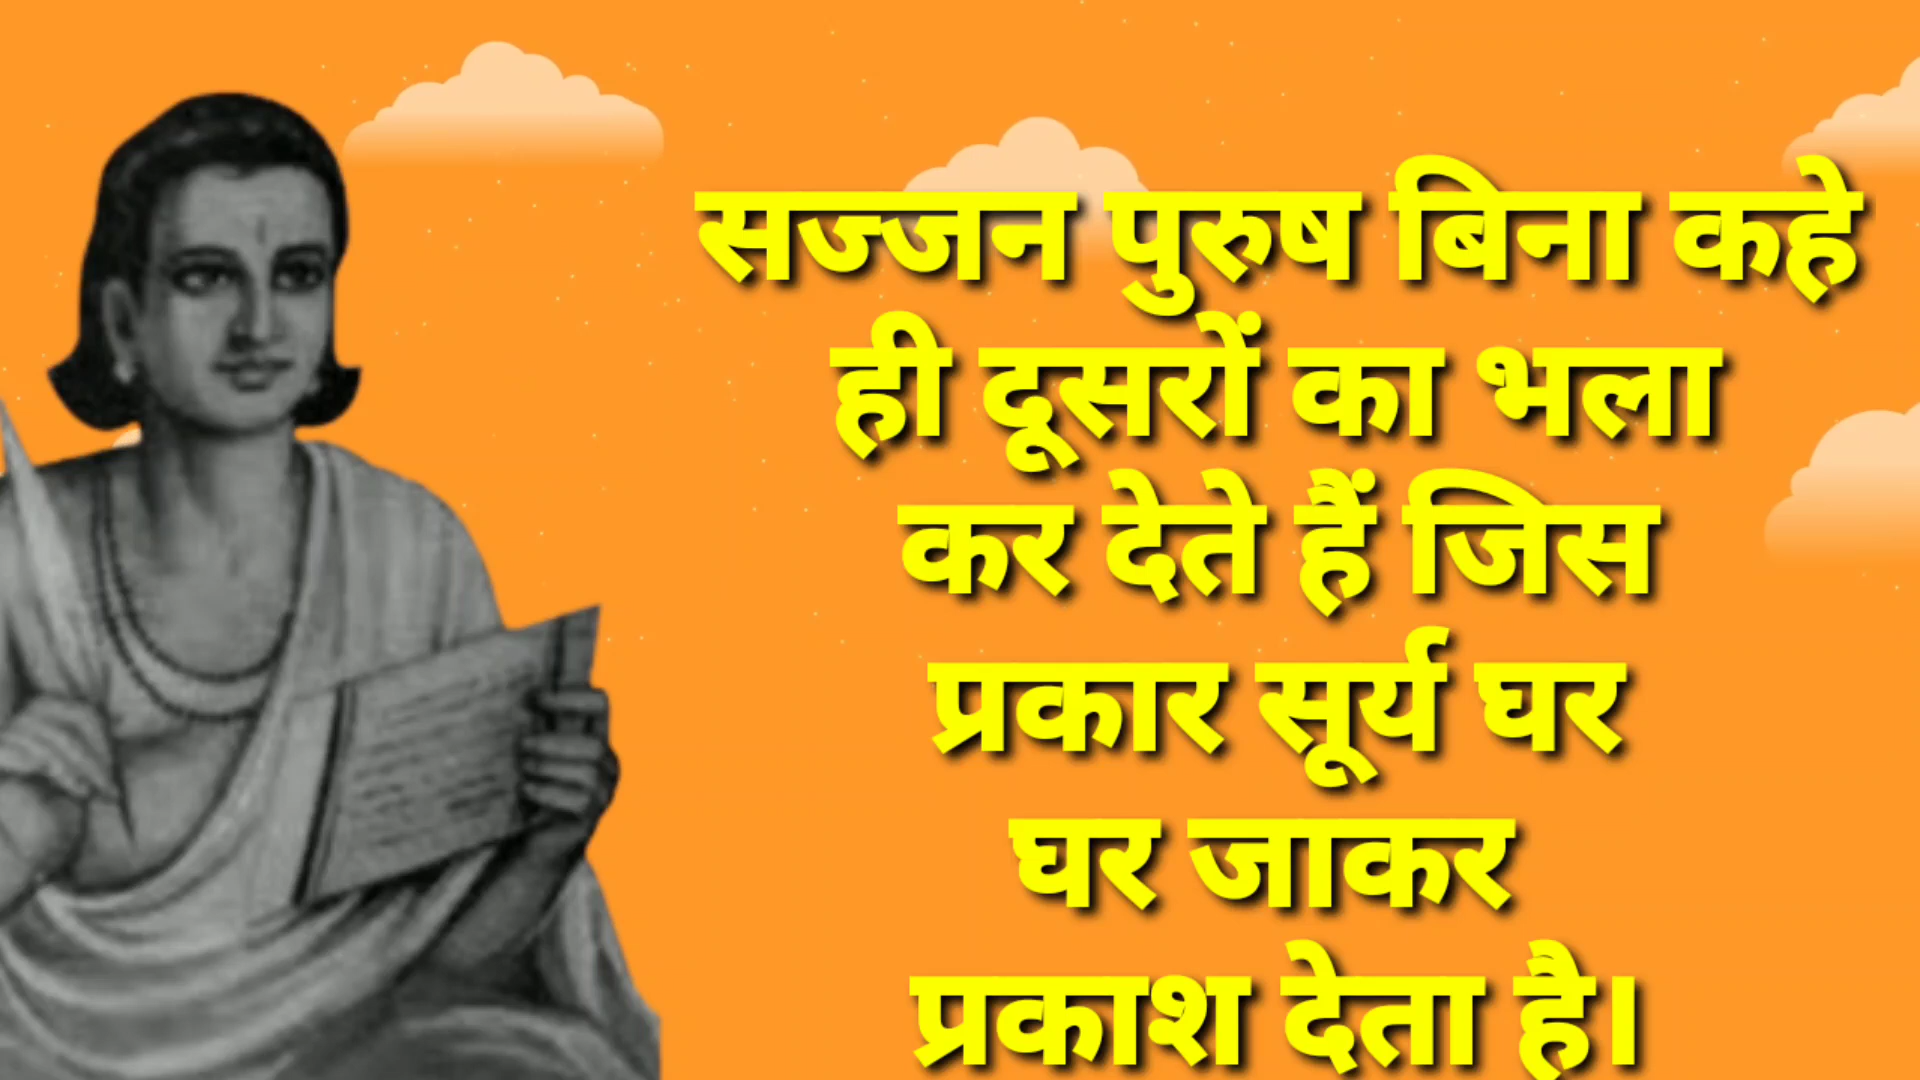 सज्जन पुरुष बिना कहे
ही दूसरों का भला
कर देते हैं जिस
प्रकार सूर्य घर
घर जाकर
प्रकाश देता है।